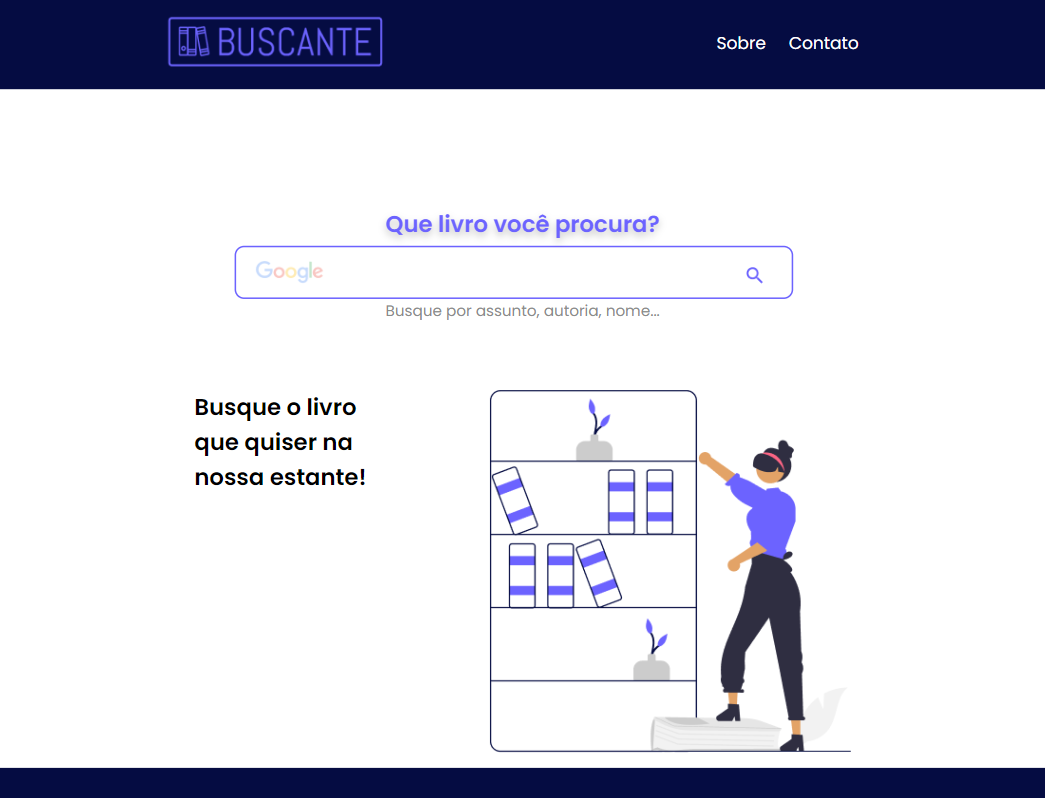 BUSCANTE
Sobre Contato
Que livro você procura?
Google
Busque por assunto, autoria, nome...
Busque o livro
que quiser na
nossa estante!